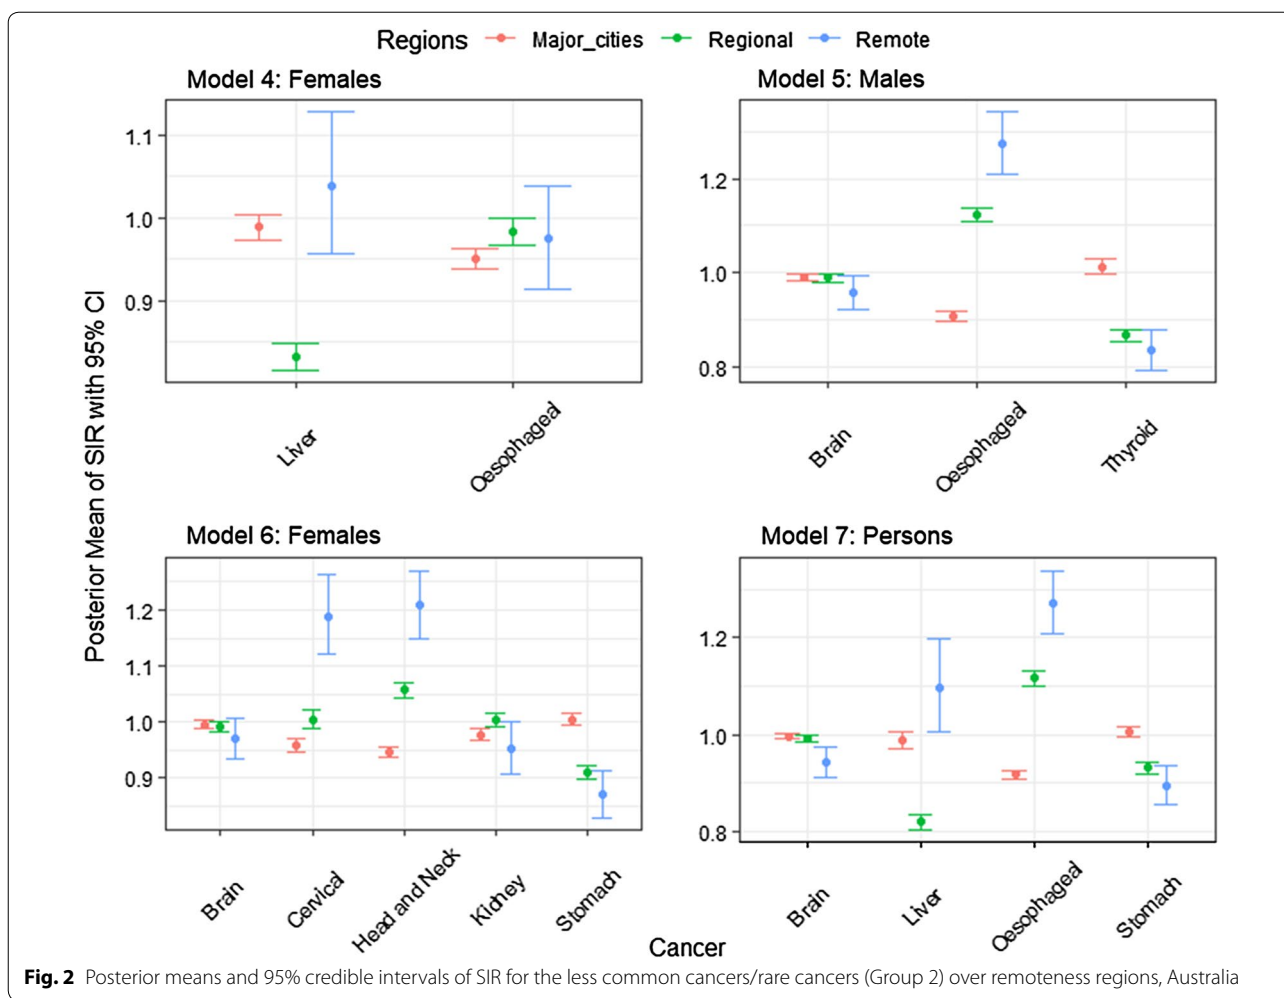 Regions Major_cities Regional Remote
Model 4: Females
Model 5: Males
Posterior Mean of SIR with 95% CI
1.1
1.0
0.9
Liver
Oesophageal
1.2
1.0
0.8
Brain
Oesophageal
Thyroid
Model 6: Females
Model 7: Persons
1.2
1.1
1.0
0.9
Brain
Cervical
Head and Neck
Kidney
Stomach
1.2
1.0
0.8
Brain
Liver
Oesophageal
Stomach
Cancer
Fig. 2 Posterior means and 95% credible intervals of SIR for the less common cancers/rare cancers (Group 2) over remoteness regions, Australia